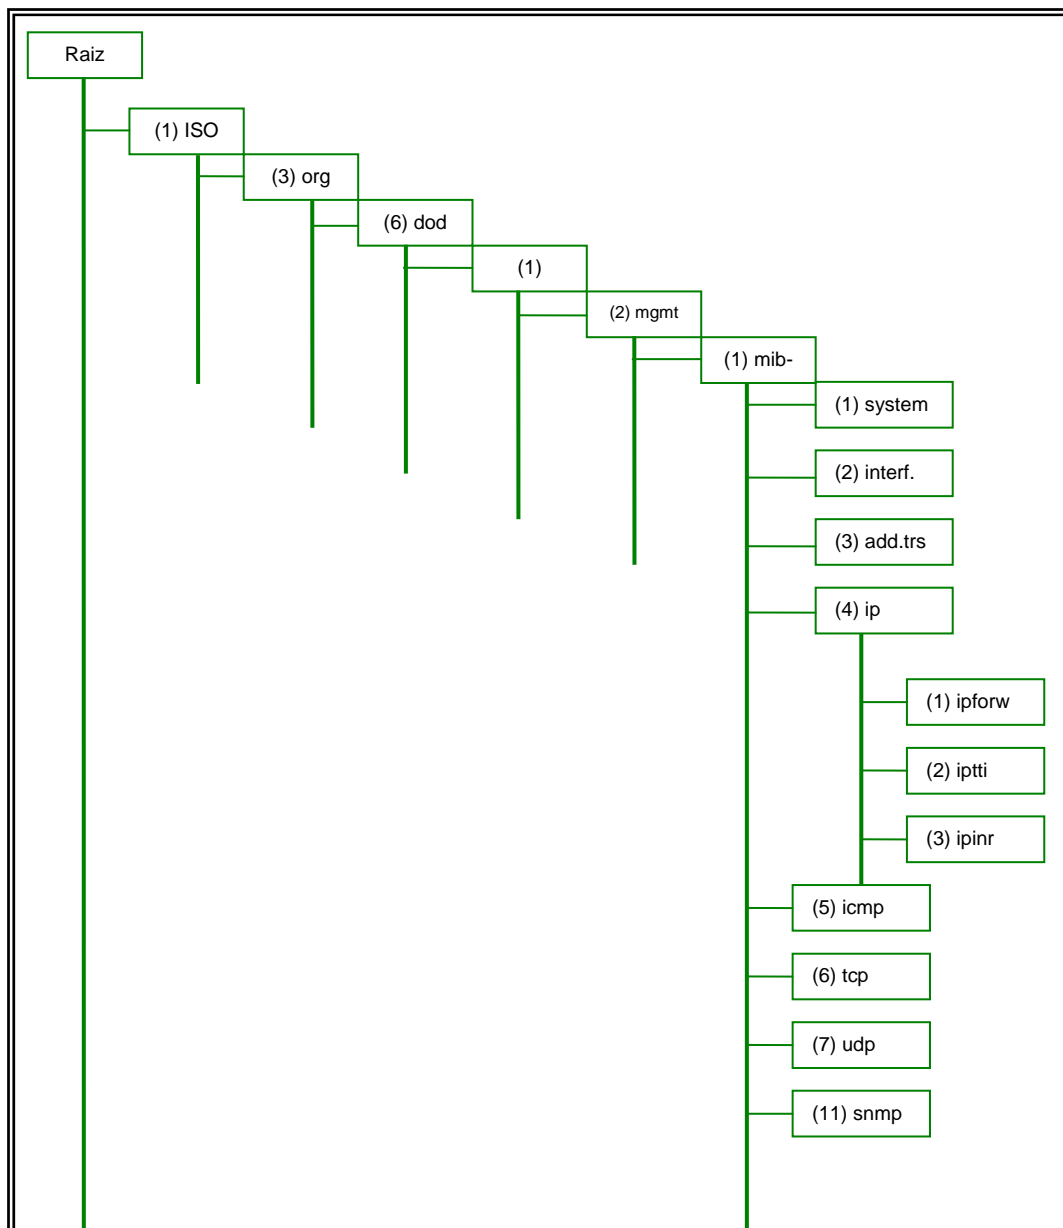 Raiz
(1) ISO
(3) org
(6) dod
(1)
(2) mgmt
(1) mib-
(1) system
(2) interf.
(3) add.trs
(4) ip
(1) ipforw
(2) iptti
(3) ipinr
(5) icmp
(6) tcp
(7) udp
(11) snmp